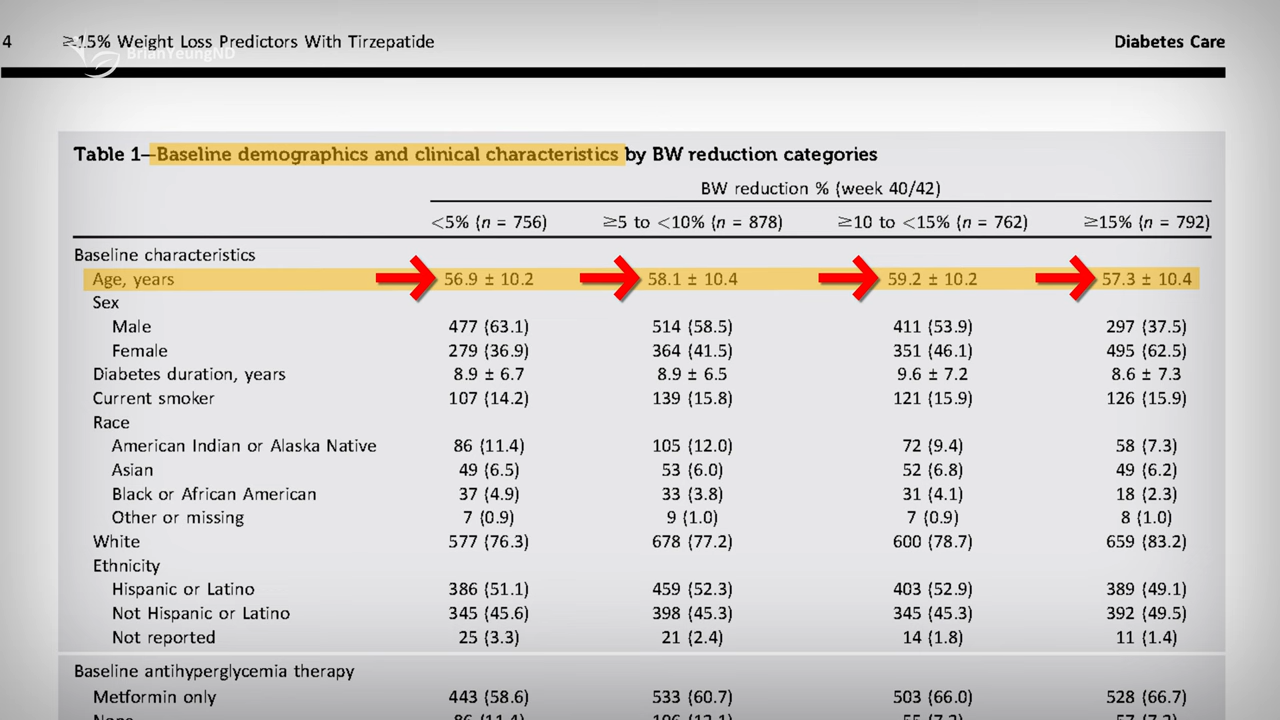 4 ≥15% Weight Loss Predictors With Tirzepatide Diabetes Care
BrianYeungND
Table 1—Baseline demographics and clinical characteristics by BW reduction categories
BW reduction % (week 40/42)
<5% (n = 756) ≥5 to <10% (n = 878) ≥10 to <15% (n = 762) ≥15% (n = 792)
Baseline characteristics
Age, years 56.9 ± 10.2 58.1 ± 10.4 59.2 ± 10.2 57.3 ± 10.4
Sex
Male 477 (63.1) 514 (58.5) 411 (53.9) 297 (37.5)
Female 279 (36.9) 364 (41.5) 351 (46.1) 495 (62.5)
Diabetes duration, years 8.9 ± 6.7 8.9 ± 6.5 9.6 ± 7.2 8.6 ± 7.3
Current smoker 107 (14.2) 139 (15.8) 121 (15.9) 126 (15.9)
Race
American Indian or Alaska Native 86 (11.4) 105 (12.0) 72 (9.4) 58 (7.3)
Asian 49 (6.5) 53 (6.0) 52 (6.8) 49 (6.2)
Black or African American 37 (4.9) 33 (3.8) 31 (4.1) 18 (2.3)
Other or missing 7 (0.9) 9 (1.0) 7 (0.9) 8 (1.0)
White 577 (76.3) 678 (77.2) 600 (78.7) 659 (83.2)
Ethnicity
Hispanic or Latino 386 (51.1) 459 (52.3) 403 (52.9) 389 (49.1)
Not Hispanic or Latino 345 (45.6) 398 (45.3) 345 (45.3) 392 (49.5)
Not reported 25 (3.3) 21 (2.4) 14 (1.8) 11 (1.4)
Baseline antihyperglycemia therapy
Metformin only 443 (58.6) 533 (60.7) 503 (66.0) 528 (66.7)